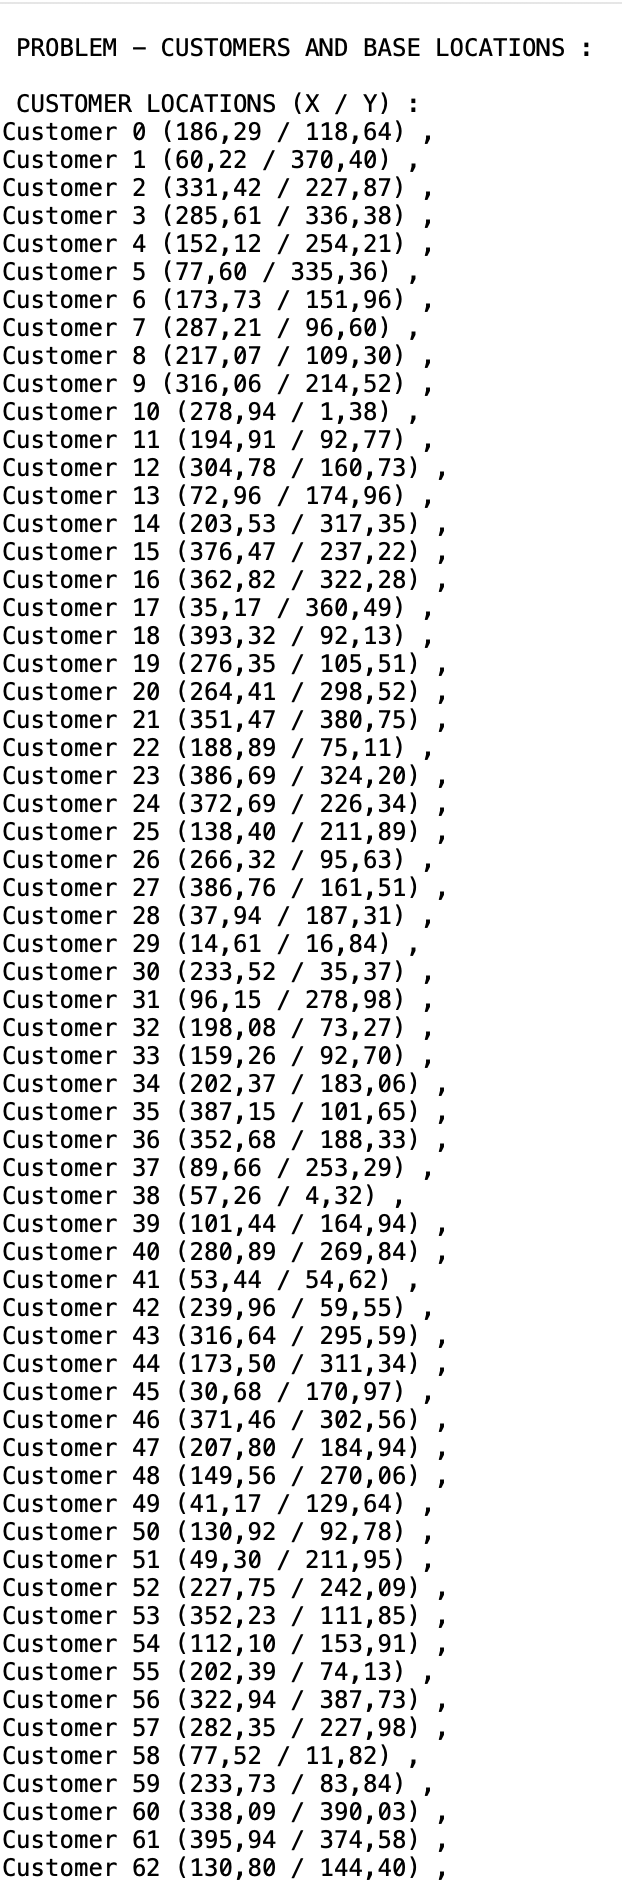 PROBLEM – CUSTOMERS AND BASE LOCATIONS :
CUSTOMER LOCATIONS (X / Y) :
Customer 0 (186,29 / 118,64) ,
Customer 1 (60,22 / 370,40) ,
Customer 2 (331,42 / 227,87) ,
Customer 3 (285,61 / 336,38) ,
Customer 4 (152,12 / 254,21) ,
Customer 5 (77,60 / 335,36) ,
Customer 6 (173,73 / 151,96) ,
Customer 7 (287,21 / 96,60) ,
Customer 8 (217,07 / 109,30) ,
Customer 9 (316,06 / 214,52) ,
Customer 10 (278,94 / 1,38) ,
Customer 11 (194,91 / 92,77) ,
Customer 12 (304,78 / 160,73) ,
Customer 13 (72,96 / 174,96) ,
Customer 14 (203,53 / 317,35) ,
Customer 15 (376,47 / 237,22) ,
Customer 16 (362,82 / 322,28) ,
Customer 17 (35,17 / 360,49) ,
Customer 18 (393,32 / 92,13) ,
Customer 19 (276,35 / 105,51) ,
Customer 20 (264,41 / 298,52) ,
Customer 21 (351,47 / 380,75) ,
Customer 22 (188,89 / 75,11) ,
Customer 23 (386,69 / 324,20) ,
Customer 24 (372,69 / 226,34) ,
Customer 25 (138,40 / 211,89) ,
Customer 26 (266,32 / 95,63) ,
Customer 27 (386,76 / 161,51) ,
Customer 28 (37,94 / 187,31) ,
Customer 29 (14,61 / 16,84) ,
Customer 30 (233,52 / 35,37) ,
Customer 31 (96,15 / 278,98) ,
Customer 32 (198,08 / 73,27) ,
Customer 33 (159,26 / 92,70) ,
Customer 34 (202,37 / 183,06) ,
Customer 35 (387,15 / 101,65) ,
Customer 36 (352,68 / 188,33) ,
Customer 37 (89,66 / 253,29) ,
Customer 38 (57,26 / 4,32) ,
Customer 39 (101,44 / 164,94) ,
Customer 40 (280,89 / 269,84) ,
Customer 41 (53,44 / 54,62) ,
Customer 42 (239,96 / 59,55) ,
Customer 43 (316,64 / 295,59) ,
Customer 44 (173,50 / 311,34) ,
Customer 45 (30,68 / 170,97) ,
Customer 46 (371,46 / 302,56) ,
Customer 47 (207,80 / 184,94) ,
Customer 48 (149,56 / 270,06) ,
Customer 49 (41,17 / 129,64) ,
Customer 50 (130,92 / 92,78) ,
Customer 51 (49,30 / 211,95) ,
Customer 52 (227,75 / 242,09) ,
Customer 53 (352,23 / 111,85) ,
Customer 54 (112,10 / 153,91) ,
Customer 55 (202,39 / 74,13) ,
Customer 56 (322,94 / 387,73) ,
Customer 57 (282,35 / 227,98) ,
Customer 58 (77,52 / 11,82) ,
Customer 59 (233,73 / 83,84) ,
Customer 60 (338,09 / 390,03) ,
Customer 61 (395,94 / 374,58) ,
Customer 62 (130,80 / 144,40) ,